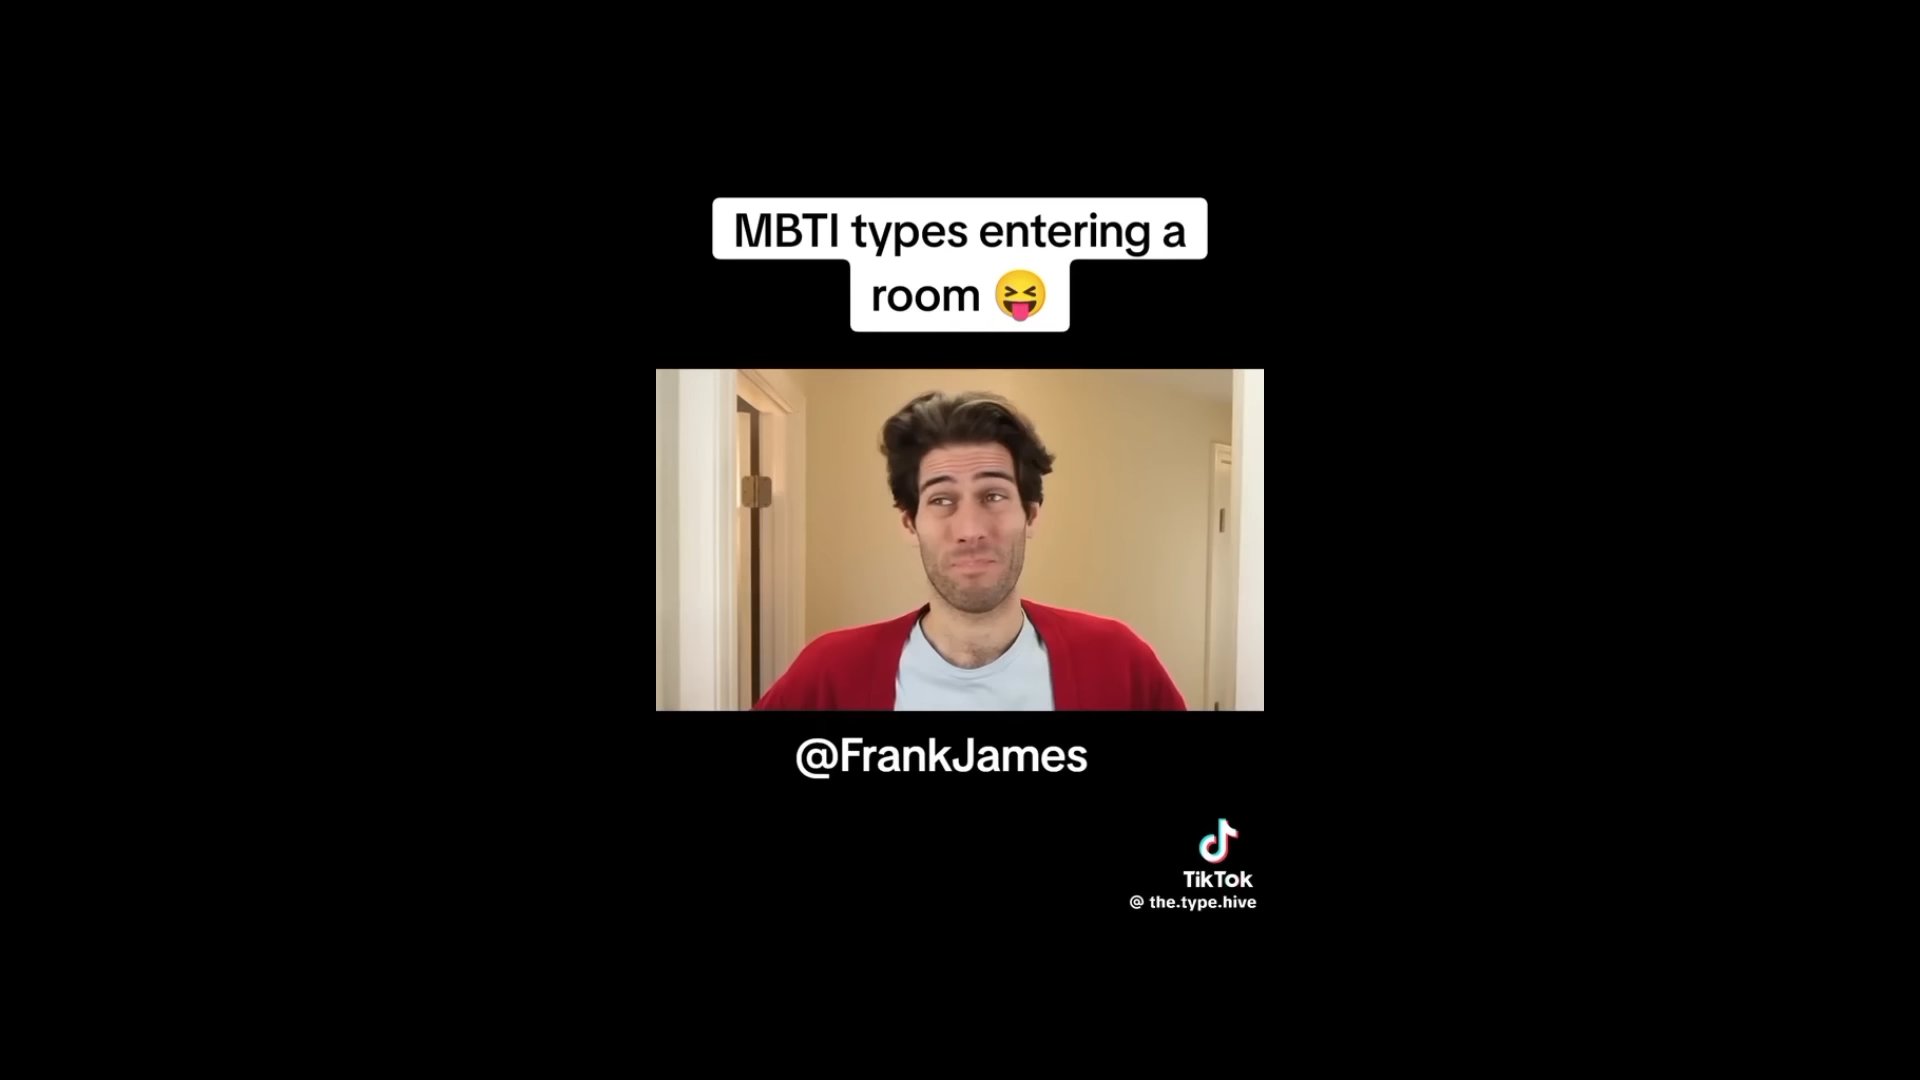 MBTI types entering a
room 😝
@FrankJames
TikTok
@ the.type.hive